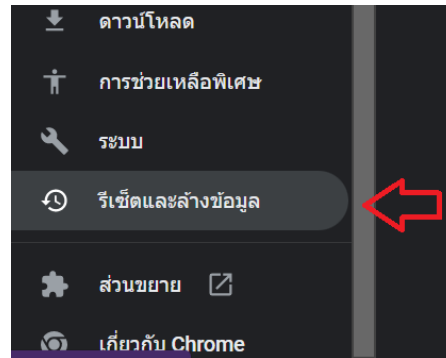 ดาวน์โหลด
การช่วยเหลือพิเศษ
ระบบ
รีเซ็ตและล้างข้อมูล
ส่วนขยาย
เกี่ยวกับ Chrome